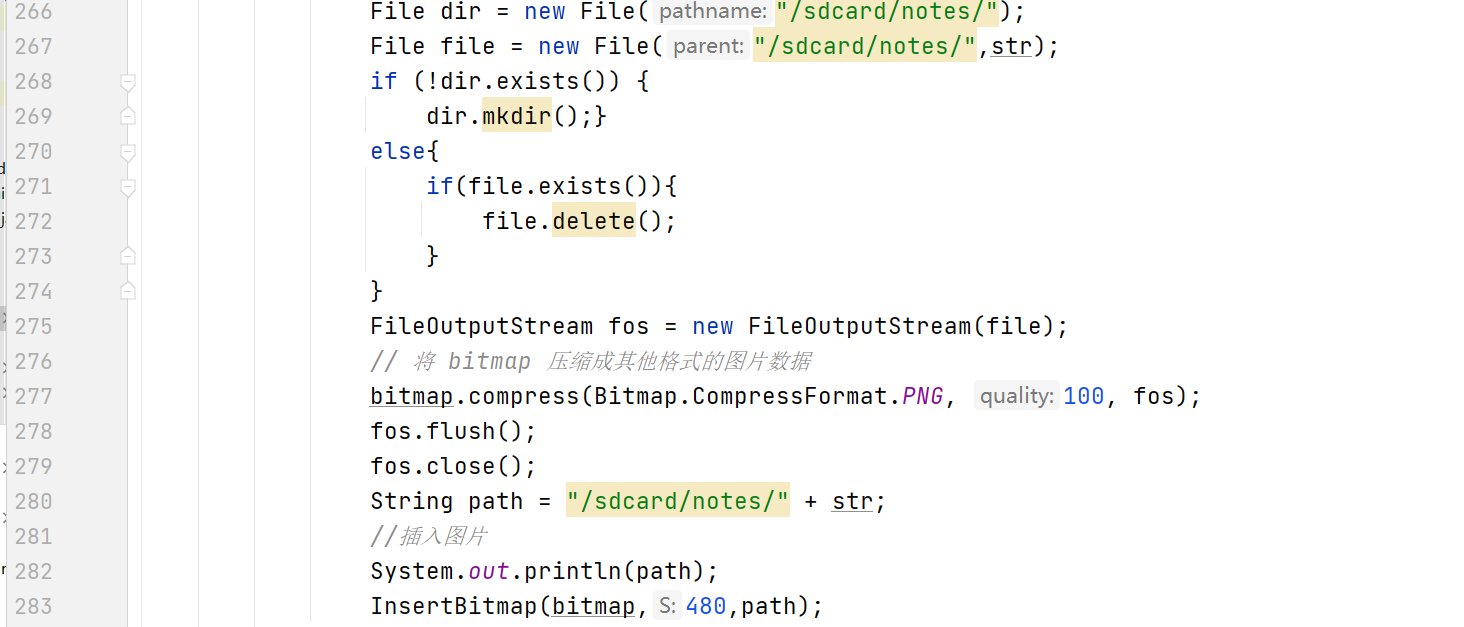 266 File dir = new File( pathname: "/sdcard/notes/");
267 File file = new File( parent: "/sdcard/notes/",str);
268 if (!dir.exists()) {
269 dir.mkdir();}
270 else{
271 if(file.exists()){
272 file.delete();
273 }
274 }
275 FileOutputStream fos = new FileOutputStream(file);
276 // 将 bitmap 压缩成其他格式的图片数据
277 bitmap.compress(Bitmap.CompressFormat.PNG, quality: 100, fos);
278 fos.flush();
279 fos.close();
280 String path = "/sdcard/notes/" + str;
281 //插入图片
282 System.out.println(path);
283 InsertBitmap(bitmap, S: 480,path);